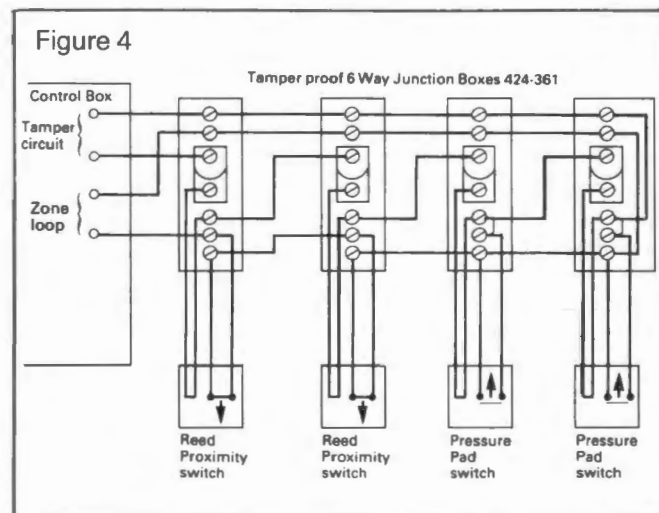 Figure 4
Tamper proof 6 Way Junction Boxes 424-361
Control Box
Tamper
circuit
Zone
loop
Reed
Proximity
switch
Reed
Proximity
switch
Pressure
Pad
switch
Pressure
Pad
switch